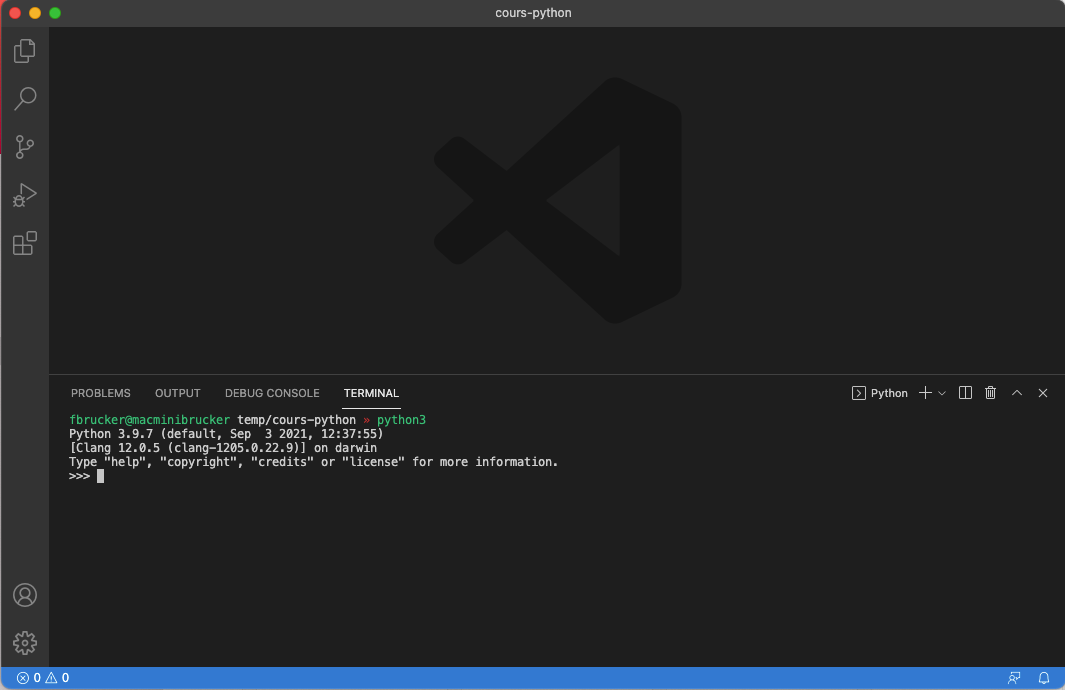 cours-python
PROBLEMS OUTPUT DEBUG CONSOLE TERMINAL Python
fbrucker@macminibrucker temp/cours-python » python3
Python 3.9.7 (default, Sep  3 2021, 12:37:55)
[Clang 12.0.5 (clang-1205.0.22.9)] on darwin
Type "help", "copyright", "credits" or "license" for more information.
>>>
0 0